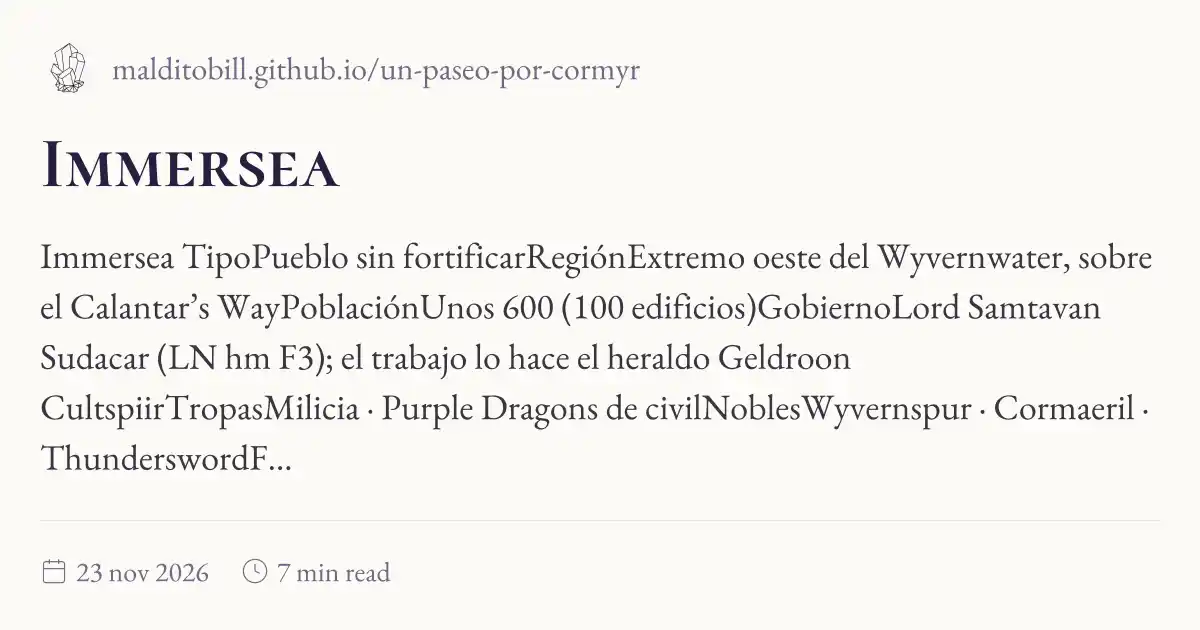 malditobill.github.io/un-paseo-por-cormyr
Immersea
Immersea TipoPueblo sin fortificarRegiónExtremo oeste del Wyvernwater, sobre
el Calantar’s WayPoblaciónUnos 600 (100 edificios)GobiernoLord Samtavan
Sudacar (LN hm F3); el trabajo lo hace el heraldo Geldroon
CultspiirTropasMilicia · Purple Dragons de civilNoblesWyvernspur · Cormaeril ·
ThunderswordF...
23 nov 2026
7 min read